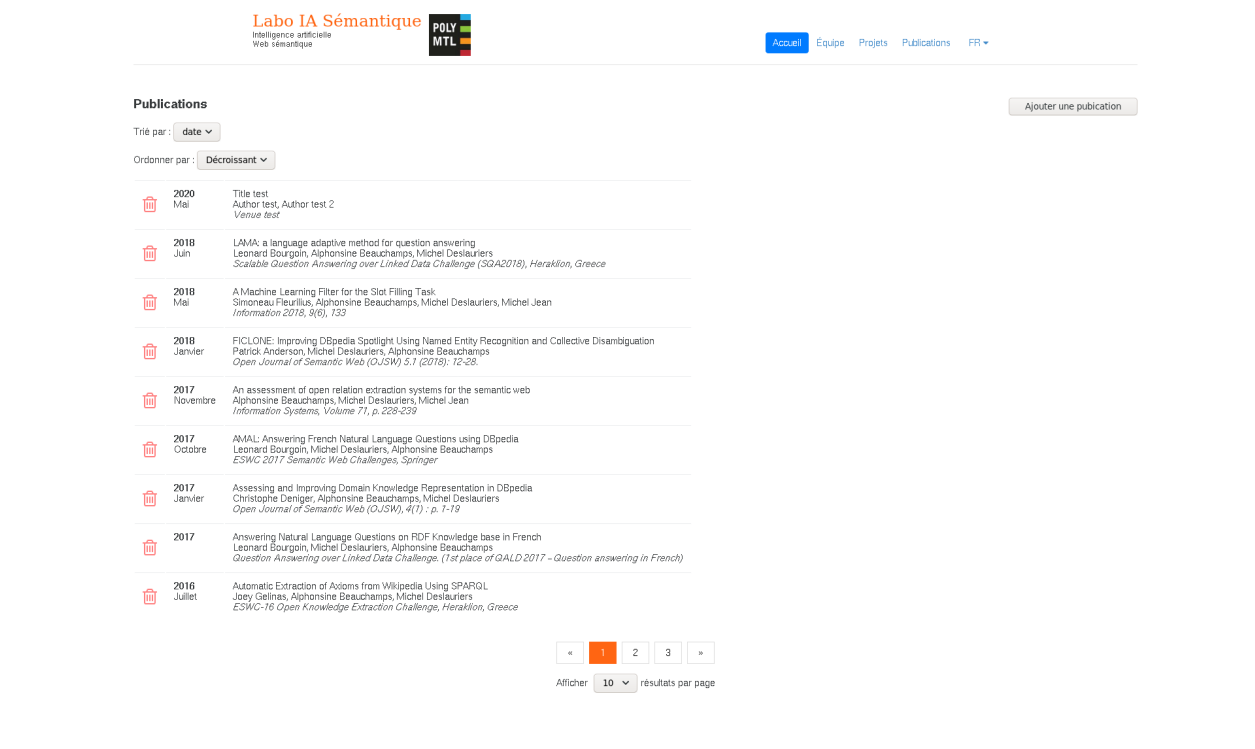 Labo IA Sémantique
Intelligence artificielle
Web sémantique
POLY
MTL
Accueil Équipe Projets Publications FR
Publications
Ajouter une pubication
Trié par : date
Ordonner par : Décroissant
2020
Mai
Title test
Author test, Author test 2
Venue test
2018
Juin
LAMA: a language adaptive method for question answering
Leonard Bourgoin, Alphonsine Beauchamps, Michel Deslauriers
Scalable Question Answering over Linked Data Challenge (SQA2018), Heraklion, Greece
2018
Mai
A Machine Learning Filter for the Slot Filling Task
Simoneau Fleurilius, Alphonsine Beauchamps, Michel Deslauriers, Michel Jean
Information 2018, 9(6), 133
2018
Janvier
FICLONE: Improving DBpedia Spotlight Using Named Entity Recognition and Collective Disambiguation
Patrick Anderson, Michel Deslauriers, Alphonsine Beauchamps
Open Journal of Semantic Web (OJSW) 5.1 (2018): 12-28.
2017
Novembre
An assessment of open relation extraction systems for the semantic web
Alphonsine Beauchamps, Michel Deslauriers, Michel Jean
Information Systems, Volume 71, p. 228-239
2017
Octobre
AMAL: Answering French Natural Language Questions using DBpedia
Leonard Bourgoin, Michel Deslauriers, Alphonsine Beauchamps
ESWC 2017 Semantic Web Challenges, Springer
2017
Janvier
Assessing and Improving Domain Knowledge Representation in DBpedia
Christophe Deniger, Alphonsine Beauchamps, Michel Deslauriers
Open Journal of Semantic Web (OJSW), 4(1) : p. 1-19
2017
Answering Natural Language Questions on RDF Knowledge base in French
Leonard Bourgoin, Michel Deslauriers, Alphonsine Beauchamps
Question Answering over Linked Data Challenge. (1st place of QALD 2017 – Question answering in French)
2016
Juillet
Automatic Extraction of Axioms from Wikipedia Using SPARQL
Joey Gelinas, Alphonsine Beauchamps, Michel Deslauriers
ESWC-16 Open Knowledge Extraction Challenge, Heraklion, Greece
« 1 2 3 »
Afficher 10 résultats par page